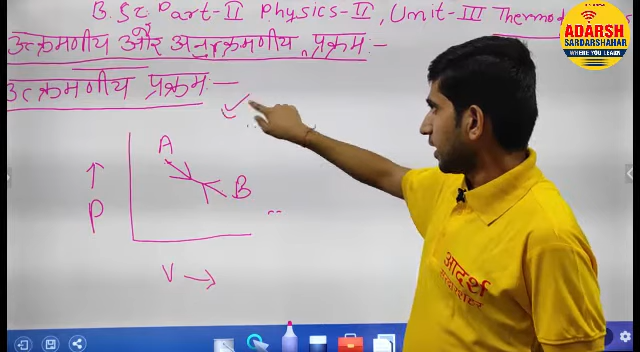 B.Sc Part-II Physics-II, Unit-III Thermod
ADARSH
SARDARSHAHAR
WHERE YOU LEARN
उत्क्रमणीय और अनुत्क्रमणीय प्रक्रम:-
उत्क्रमणीय प्रक्रम:-
A
B
P
V
आदर्श